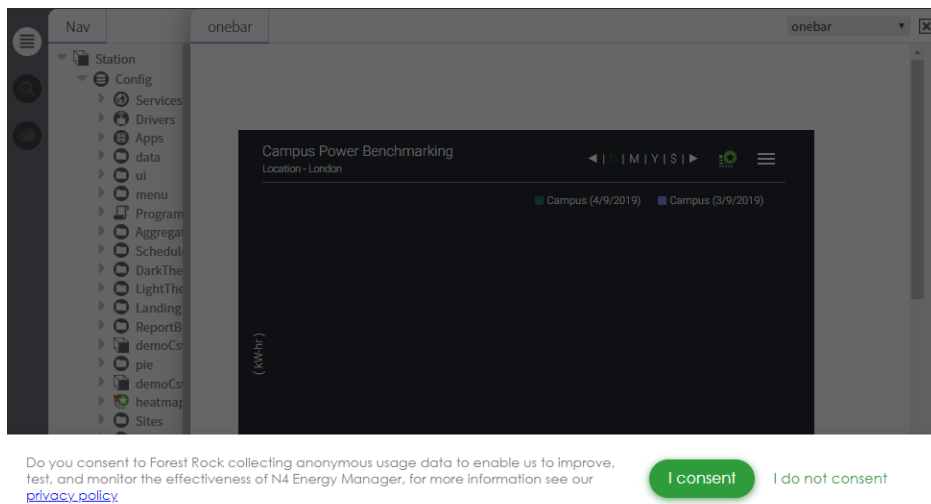 Nav
onebar
onebar
Station
Config
Services
Drivers
Apps
data
ui
menu
Program
Aggregat
Schedule
DarkThe
LightThe
Landing
ReportB
demoCs
pie
demoCs
heatmap
Sites
Campus Power Benchmarking
Location - London
| D | M | Y | $ |
Campus (4/9/2019) Campus (3/9/2019)
( kW-hr )
Do you consent to Forest Rock collecting anonymous usage data to enable us to improve,
test, and monitor the effectiveness of N4 Energy Manager, for more information see our
privacy policy
I consent
I do not consent